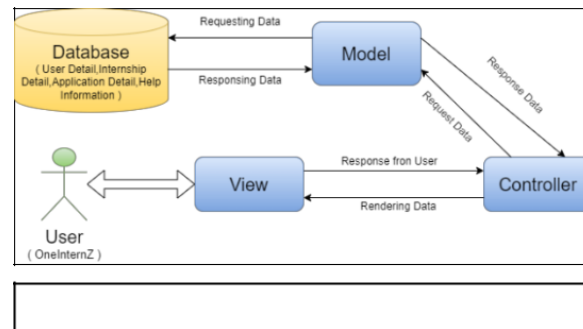 Requesting Data
Database
( User Detail,Internship
Detail,Application Detail,Help
Information )
Model
Responsing Data
Response Data
Request Data
Response fron User
View
Controller
Rendering Data
User
( OneInternZ )